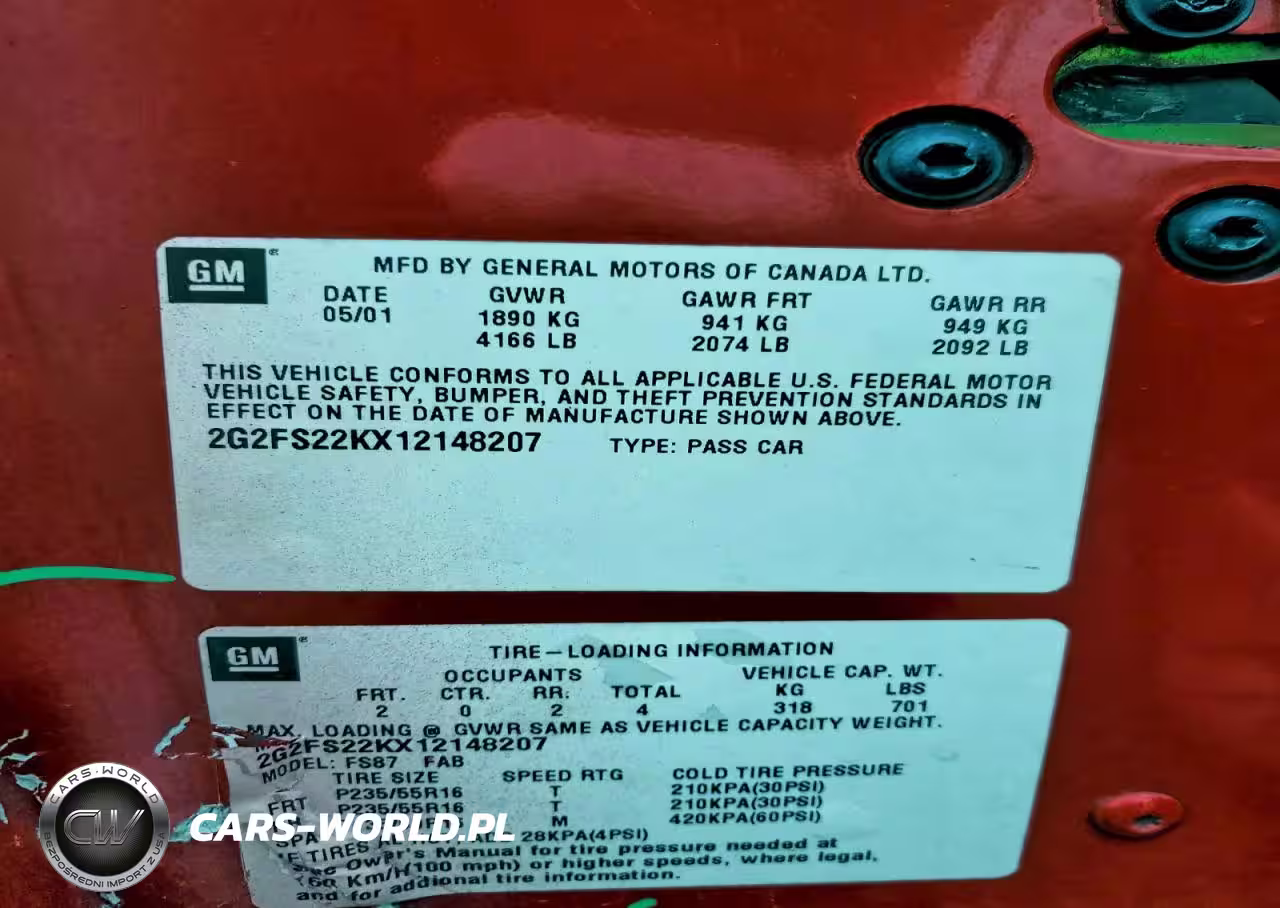 GM
MFD BY GENERAL MOTORS OF CANADA LTD.
DATE GVWR GAWR FRT GAWR RR
05/01 1890 KG 941 KG 949 KG
4166 LB 2074 LB 2092 LB
THIS VEHICLE CONFORMS TO ALL APPLICABLE U.S. FEDERAL MOTOR
VEHICLE SAFETY, BUMPER, AND THEFT PREVENTION STANDARDS IN
EFFECT ON THE DATE OF MANUFACTURE SHOWN ABOVE.
2G2FS22KX12148207 TYPE: PASS CAR
GM
TIRE—LOADING INFORMATION
OCCUPANTS VEHICLE CAP. WT.
FRT. CTR. RR. TOTAL KG LBS
2 0 2 4 318 701
MAX. LOADING @ GVWR SAME AS VEHICLE CAPACITY WEIGHT.
2G2FS22KX12148207
MODEL: FS87 FAB
TIRE SIZE SPEED RTG COLD TIRE PRESSURE
FRT P235/55R16 T 210KPA(30PSI)
P235/55R16 T 210KPA(30PSI)
M 420KPA(60PSI)
TIRES 28KPA(4PSI)
Owner's Manual for tire pressure needed at
Km/H(100 mph) or higher speeds, where legal,
and for addional tire information.
CARS-WORLD
CW
BEZPOŚREDNI IMPORT Z USA
CARS-WORLD.PL